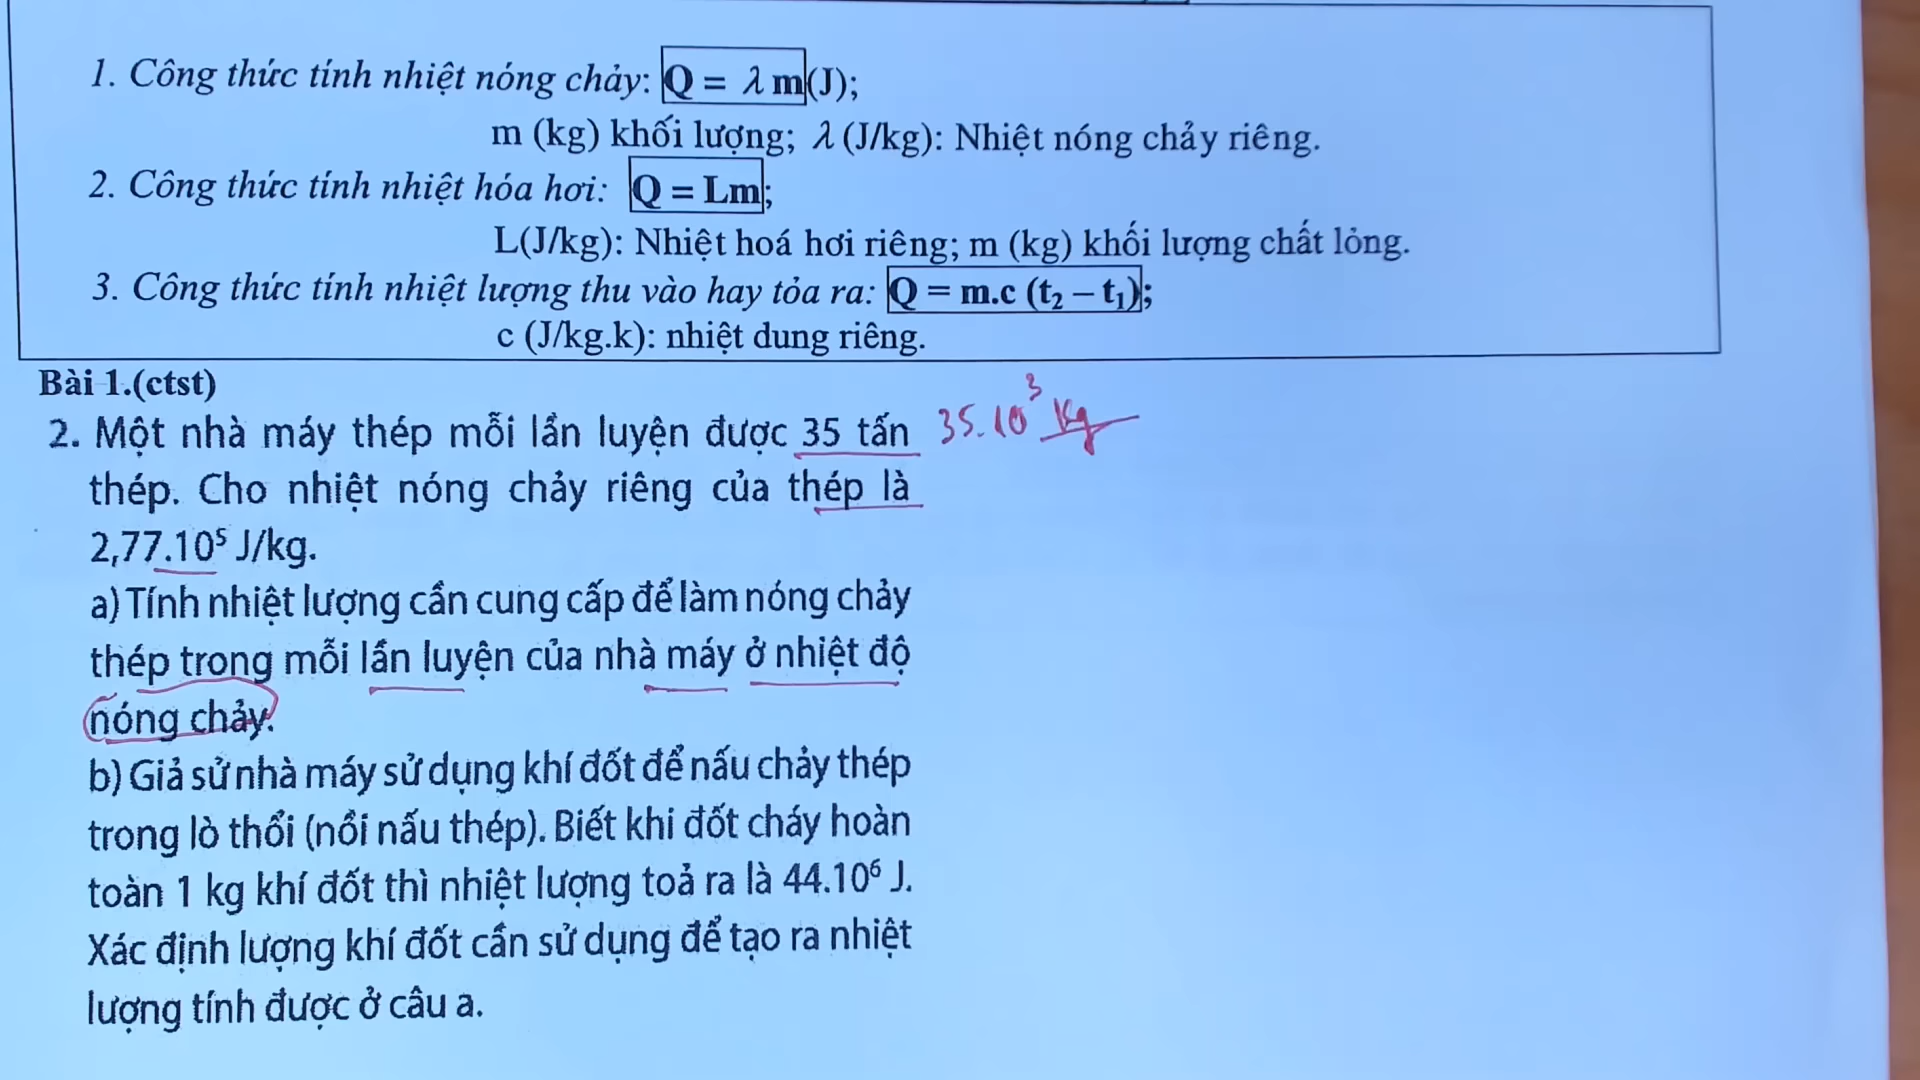 1. Công thức tính nhiệt nóng chảy: Q = λ m(J);
m (kg) khối lượng; λ (J/kg): Nhiệt nóng chảy riêng.
2. Công thức tính nhiệt hóa hơi: Q = Lm;
L(J/kg): Nhiệt hoá hơi riêng; m (kg) khối lượng chất lỏng.
3. Công thức tính nhiệt lượng thu vào hay tỏa ra: Q = m.c (t₂ – t₁);
c (J/kg.k): nhiệt dung riêng.
Bài 1.(ctst)
2. Một nhà máy thép mỗi lần luyện được 35 tấn 35.10³ kg
thép. Cho nhiệt nóng chảy riêng của thép là
2,77.10⁵ J/kg.
a) Tính nhiệt lượng cần cung cấp để làm nóng chảy
thép trong mỗi lần luyện của nhà máy ở nhiệt độ
nóng chảy.
b) Giả sử nhà máy sử dụng khí đốt để nấu chảy thép
trong lò thổi (nồi nấu thép). Biết khi đốt cháy hoàn
toàn 1 kg khí đốt thì nhiệt lượng toả ra là 44.10⁶ J.
Xác định lượng khí đốt cần sử dụng để tạo ra nhiệt
lượng tính được ở câu a.